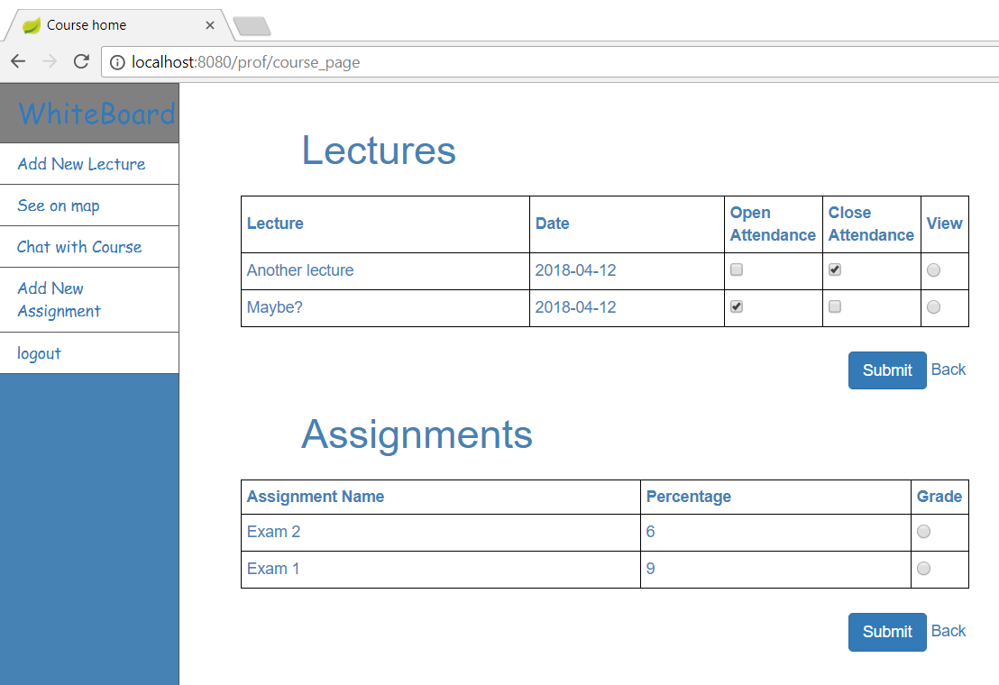 Course home
localhost:8080/prof/course_page
WhiteBoard
Add New Lecture
See on map
Chat with Course
Add New
Assignment
logout
Lectures
Lecture Date Open Attendance Close Attendance View
Another lecture 2018-04-12
Maybe? 2018-04-12
Submit Back
Assignments
Assignment Name Percentage Grade
Exam 2 6
Exam 1 9
Submit Back